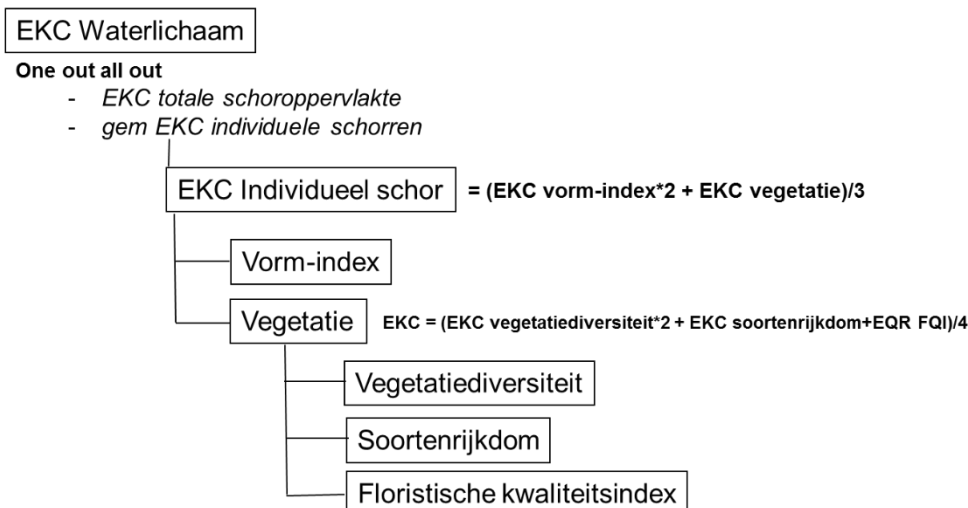 EKC Waterlichaam
One out all out
- EKC totale schoroppervlakte
- gem EKC individuele schorren
EKC Individueel schor = (EKC vorm-index*2 + EKC vegetatie)/3
Vorm-index
Vegetatie EKC = (EKC vegetatiediversiteit*2 + EKC soortenrijkdom+EQR FQI)/4
Vegetatiediversiteit
Soortenrijkdom
Floristische kwaliteitsindex